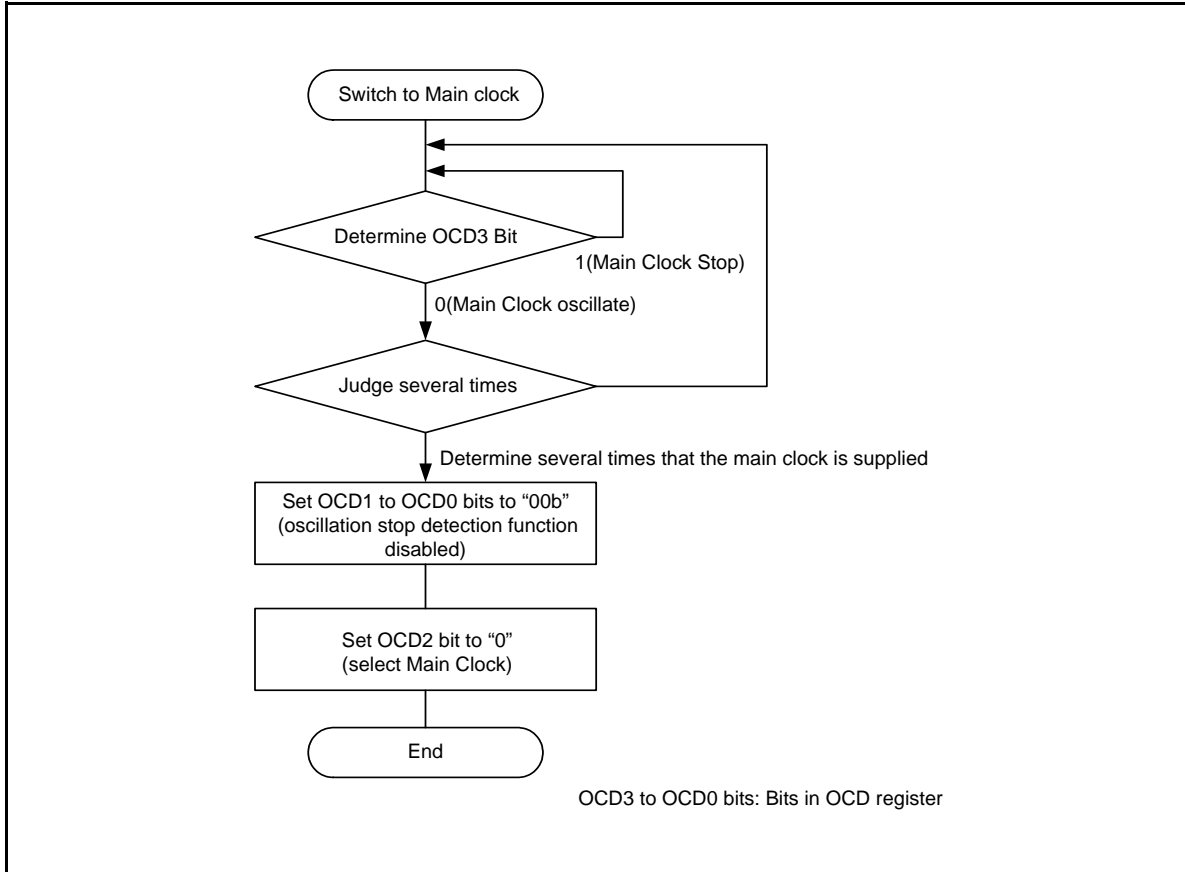 Switch to Main clock
Determine OCD3 Bit
1(Main Clock Stop)
0(Main Clock oscillate)
Judge several times
Determine several times that the main clock is supplied
Set OCD1 to OCD0 bits to “00b”
(oscillation stop detection function
disabled)
Set OCD2 bit to “0”
(select Main Clock)
End
OCD3 to OCD0 bits: Bits in OCD register